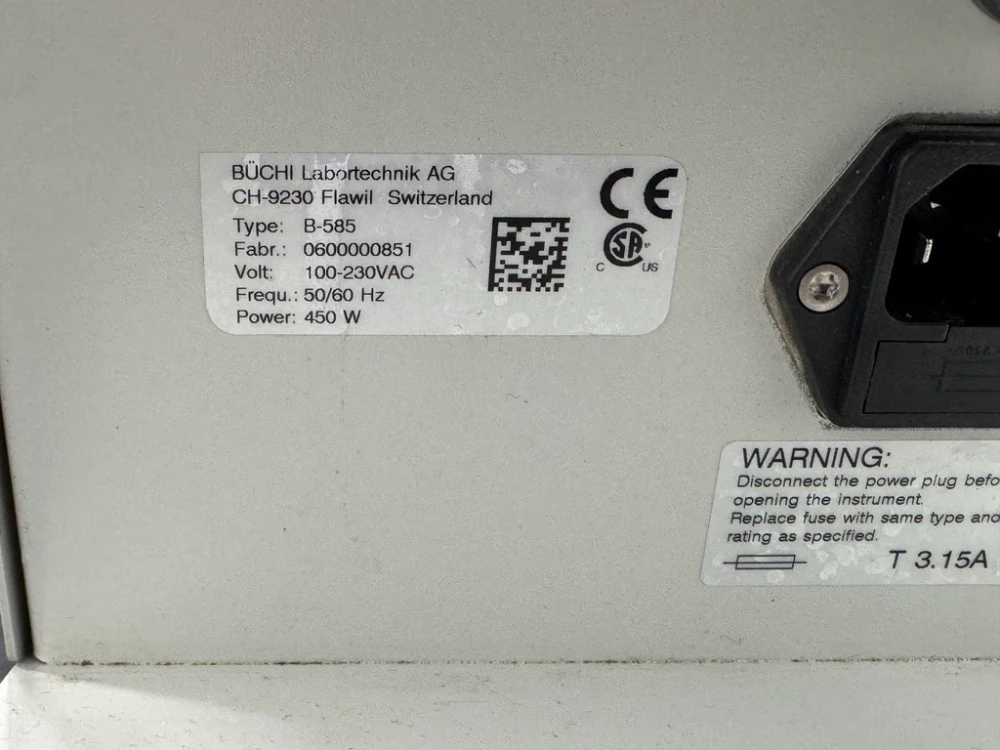 BÜCHI Labortechnik AG
CH-9230 Flawil Switzerland
Type: B-585
Fabr.: 0600000851
Volt: 100-230VAC
Frequ.: 50/60 Hz
Power: 450 W
CE
SA
C US
WARNING:
Disconnect the power plug befo
opening the instrument.
Replace fuse with same type and
rating as specified.
T 3.15A